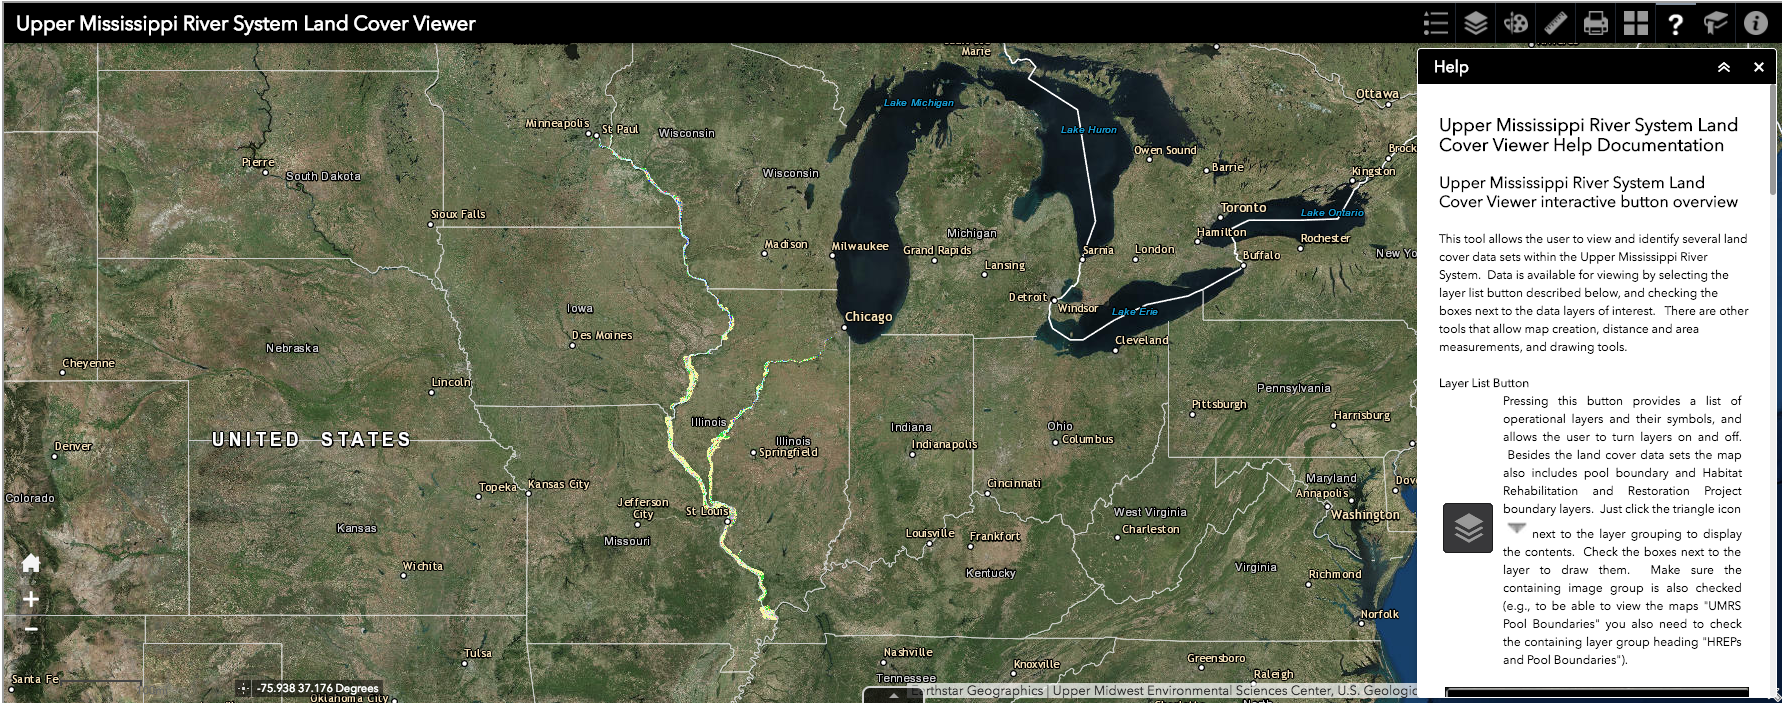 Upper Mississippi River System Land Cover Viewer
Help
Upper Mississippi River System Land
Cover Viewer Help Documentation
Upper Mississippi River System Land
Cover Viewer interactive button overview
This tool allows the user to view and identify several land
cover data sets within the Upper Mississippi River
System. Data is available for viewing by selecting the
layer list button described below, and checking the
boxes next to the data layers of interest. There are other
tools that allow map creation, distance and area
measurements, and drawing tools.
Layer List Button
Pressing this button provides a list of
operational layers and their symbols, and
allows the user to turn layers on and off.
Besides the land cover data sets the map
also includes pool boundary and Habitat
Rehabilitation and Restoration Project
boundary layers. Just click the triangle icon
next to the layer grouping to display
the contents. Check the boxes next to the
layer to draw them. Make sure the
containing image group is also checked
(e.g., to be able to view the maps "UMRS
Pool Boundaries" you also need to check
the containing layer group heading "HREPs
and Pool Boundaries").
Marie
Ottawa
Lake Michigan
Minneapolis
St Paul
Wisconsin
Lake Huron
Owen Sound
Brock
Pierre
South Dakota
Wisconsin
Barrie
Kingston
Sioux Falls
Toronto
Lake Ontario
Madison
Milwaukee
Michigan
Grand Rapids
Hamilton
Rochester
Sarnia
London
Buffalo
New Yo
Lansing
Detroit
Windsor
Lake Erie
Iowa
Chicago
Des Moines
Cleveland
Nebraska
Cheyenne
Lincoln
Pennsylvania
Pittsburgh
Harrisburg
UNITED STATES
Illinois
Illinois
Springfield
Indiana
Indianapolis
Ohio
Columbus
Denver
Colorado
Topeka
Kansas City
Cincinnati
Maryland
Annapolis
Dov
Jefferson
City
St Louis
West Virginia
Charleston
Washington
Kansas
Missouri
Louisville
Frankfort
Kentucky
Virginia
Richmond
Wichita
Norfolk
Tulsa
Nashville
Tennessee
Knoxville
Greensboro
Raleigh
Santa Fe
Oklahoma City
North
-75.938 37.176 Degrees
Earthstar Geographics | Upper Midwest Environmental Sciences Center, U.S. Geologic